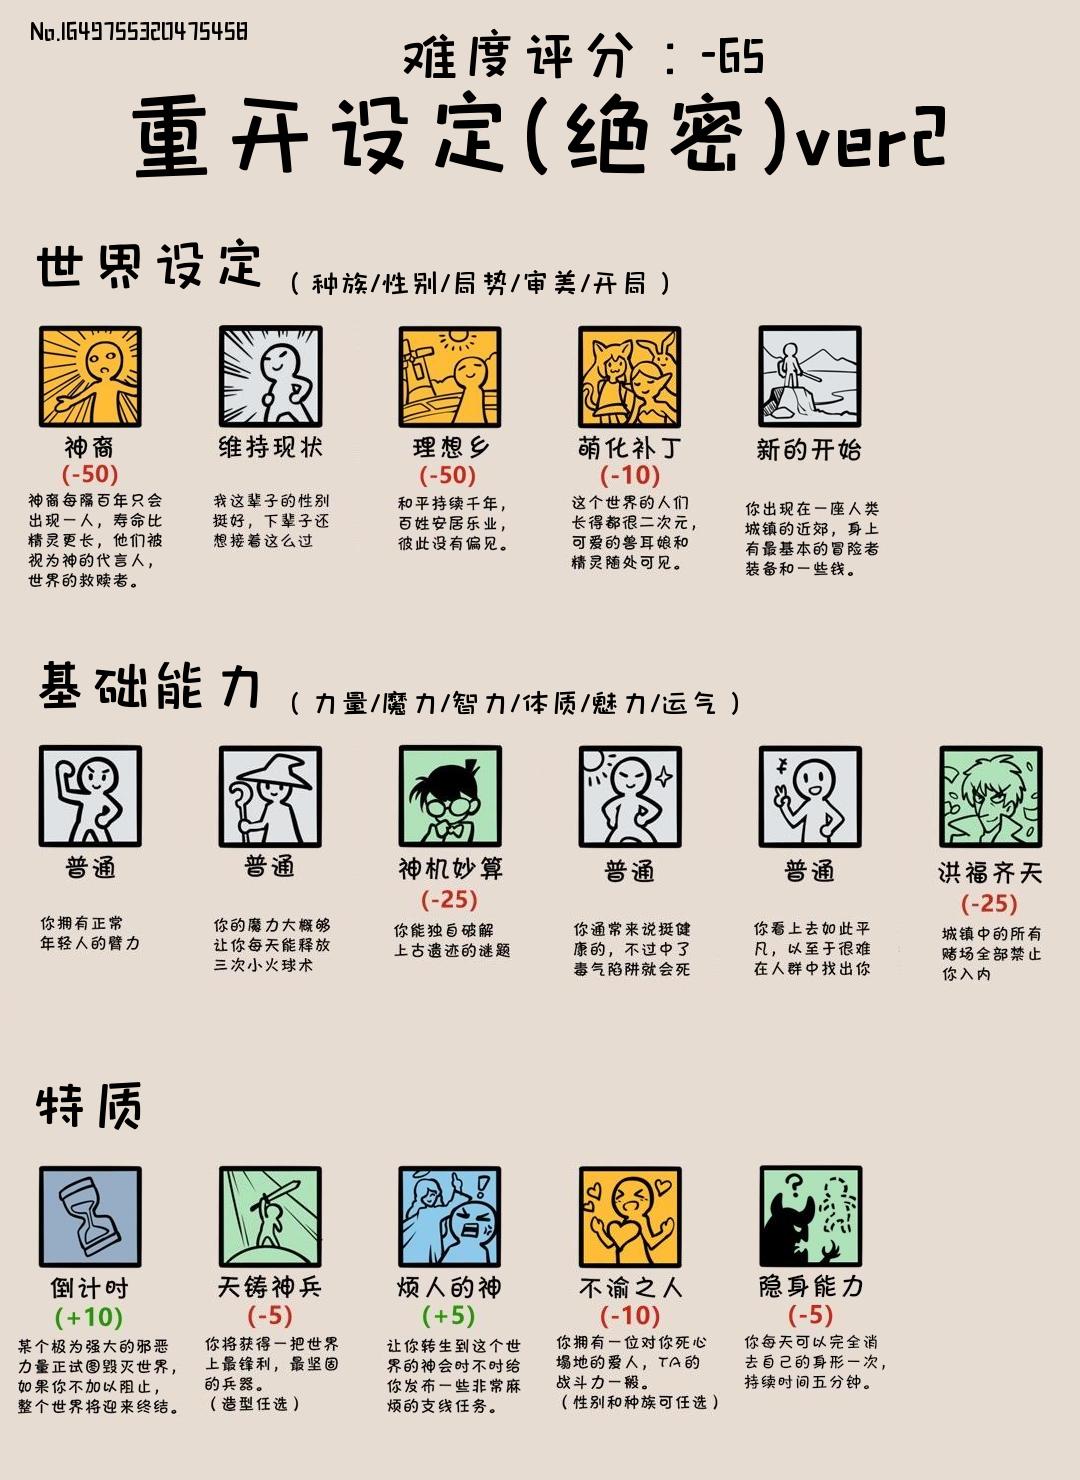 No.1649755320475458
难度评分：-G5
重开设定(绝密)ver2
世界设定（种族/性别/局势/审美/开局）
神裔
(-50)
神裔每隔百年只会
出现一人，寿命比
精灵更长，他们被
视为神的代言人，
世界的救赎者。
维持现状
我这辈子的性别
挺好，下辈子还
想接着这么过
理想乡
(-50)
和平持续千年，
百姓安居乐业，
彼此没有偏见。
萌化补丁
(-10)
这个世界的人们
长得都很二次元，
可爱的兽耳娘和
精灵随处可见。
新的开始
你出现在一座人类
城镇的近郊，身上
有最基本的冒险者
装备和一些钱。
基础能力（力量/魔力/智力/体质/魅力/运气）
普通
你拥有正常
年轻人的臂力
普通
你的魔力大概够
让你每天能释放
三次小火球术
神机妙算
(-25)
你能独自破解
上古遗迹的谜题
普通
你通常来说挺健
康的，不过中了
毒气陷阱就会死
普通
你看上去如此平
凡，以至于很难
在人群中找出你
洪福齐天
(-25)
城镇中的所有
赌场全部禁止
你入内
特质
倒计时
(+10)
某个极为强大的邪恶
力量正试图毁灭世界，
如果你不加以阻止，
整个世界将迎来终结。
天铸神兵
(-5)
你将获得一把世界
上最锋利，最坚固
的兵器。
（造型任选）
烦人的神
(+5)
让你转生到这个世
界的神会时不时给
你发布一些非常麻
烦的支线任务。
不渝之人
(-10)
你拥有一位对你死心
塌地的爱人，TA的
战斗力一般。
（性别和种族可任选）
隐身能力
(-5)
你每天可以完全消
去自己的身形一次，
持续时间五分钟。